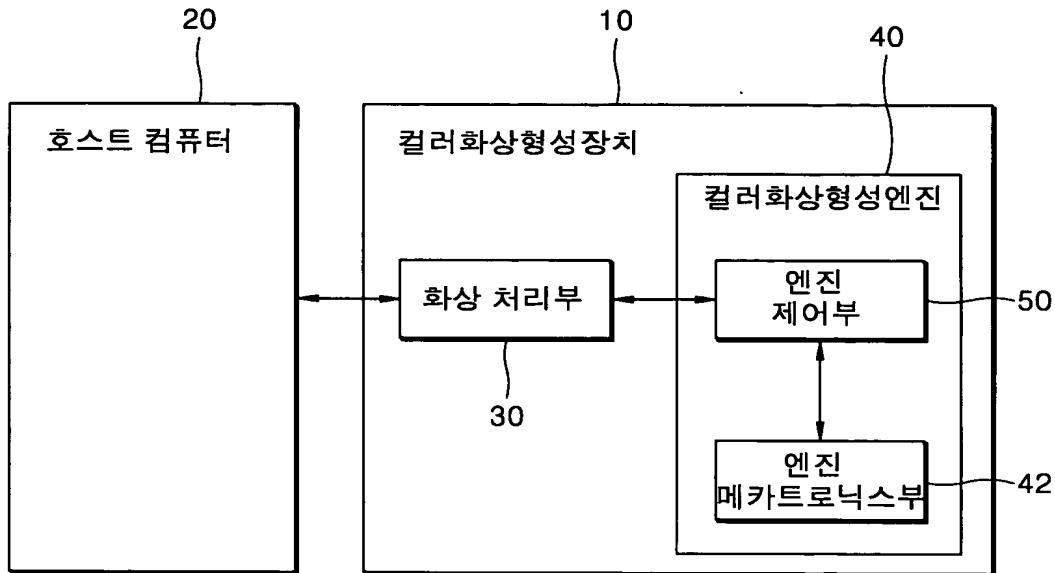 20
10
40
호스트 컴퓨터
컬러화상형성장치
컬러화상형성엔진
화상 처리부
엔진
제어부
50
30
엔진
메카트로닉스부
42